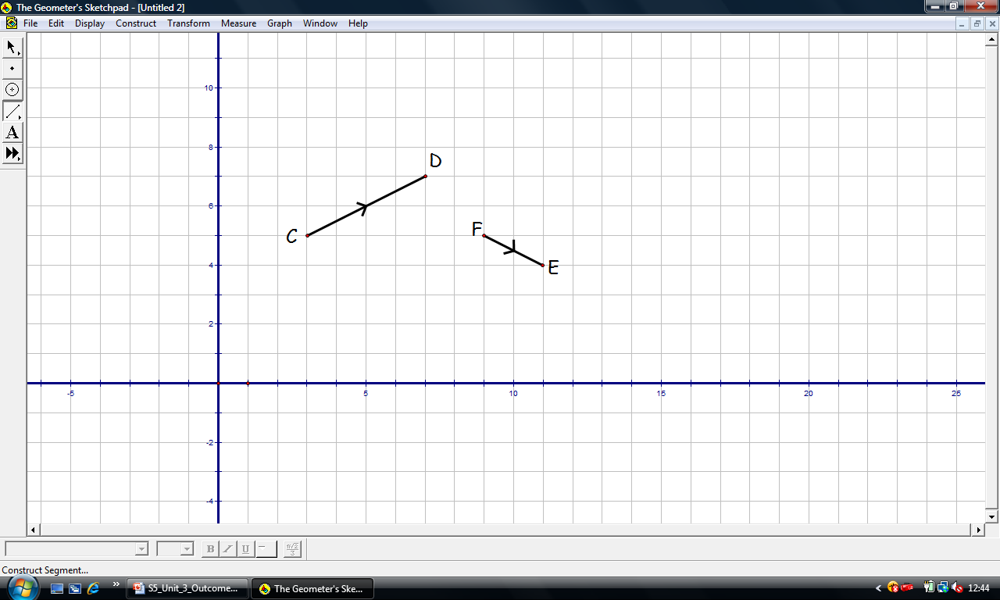 The Geometer's Sketchpad - [Untitled 2]
File Edit Display Construct Transform Measure Graph Window Help
A
10
8
D
6
C
F
4
E
2
-5 5 10 15 20 25
-2
-4
B I U
Construct Segment...
» S5_Unit_3_Outcome... The Geometer's Ske... < 12:44